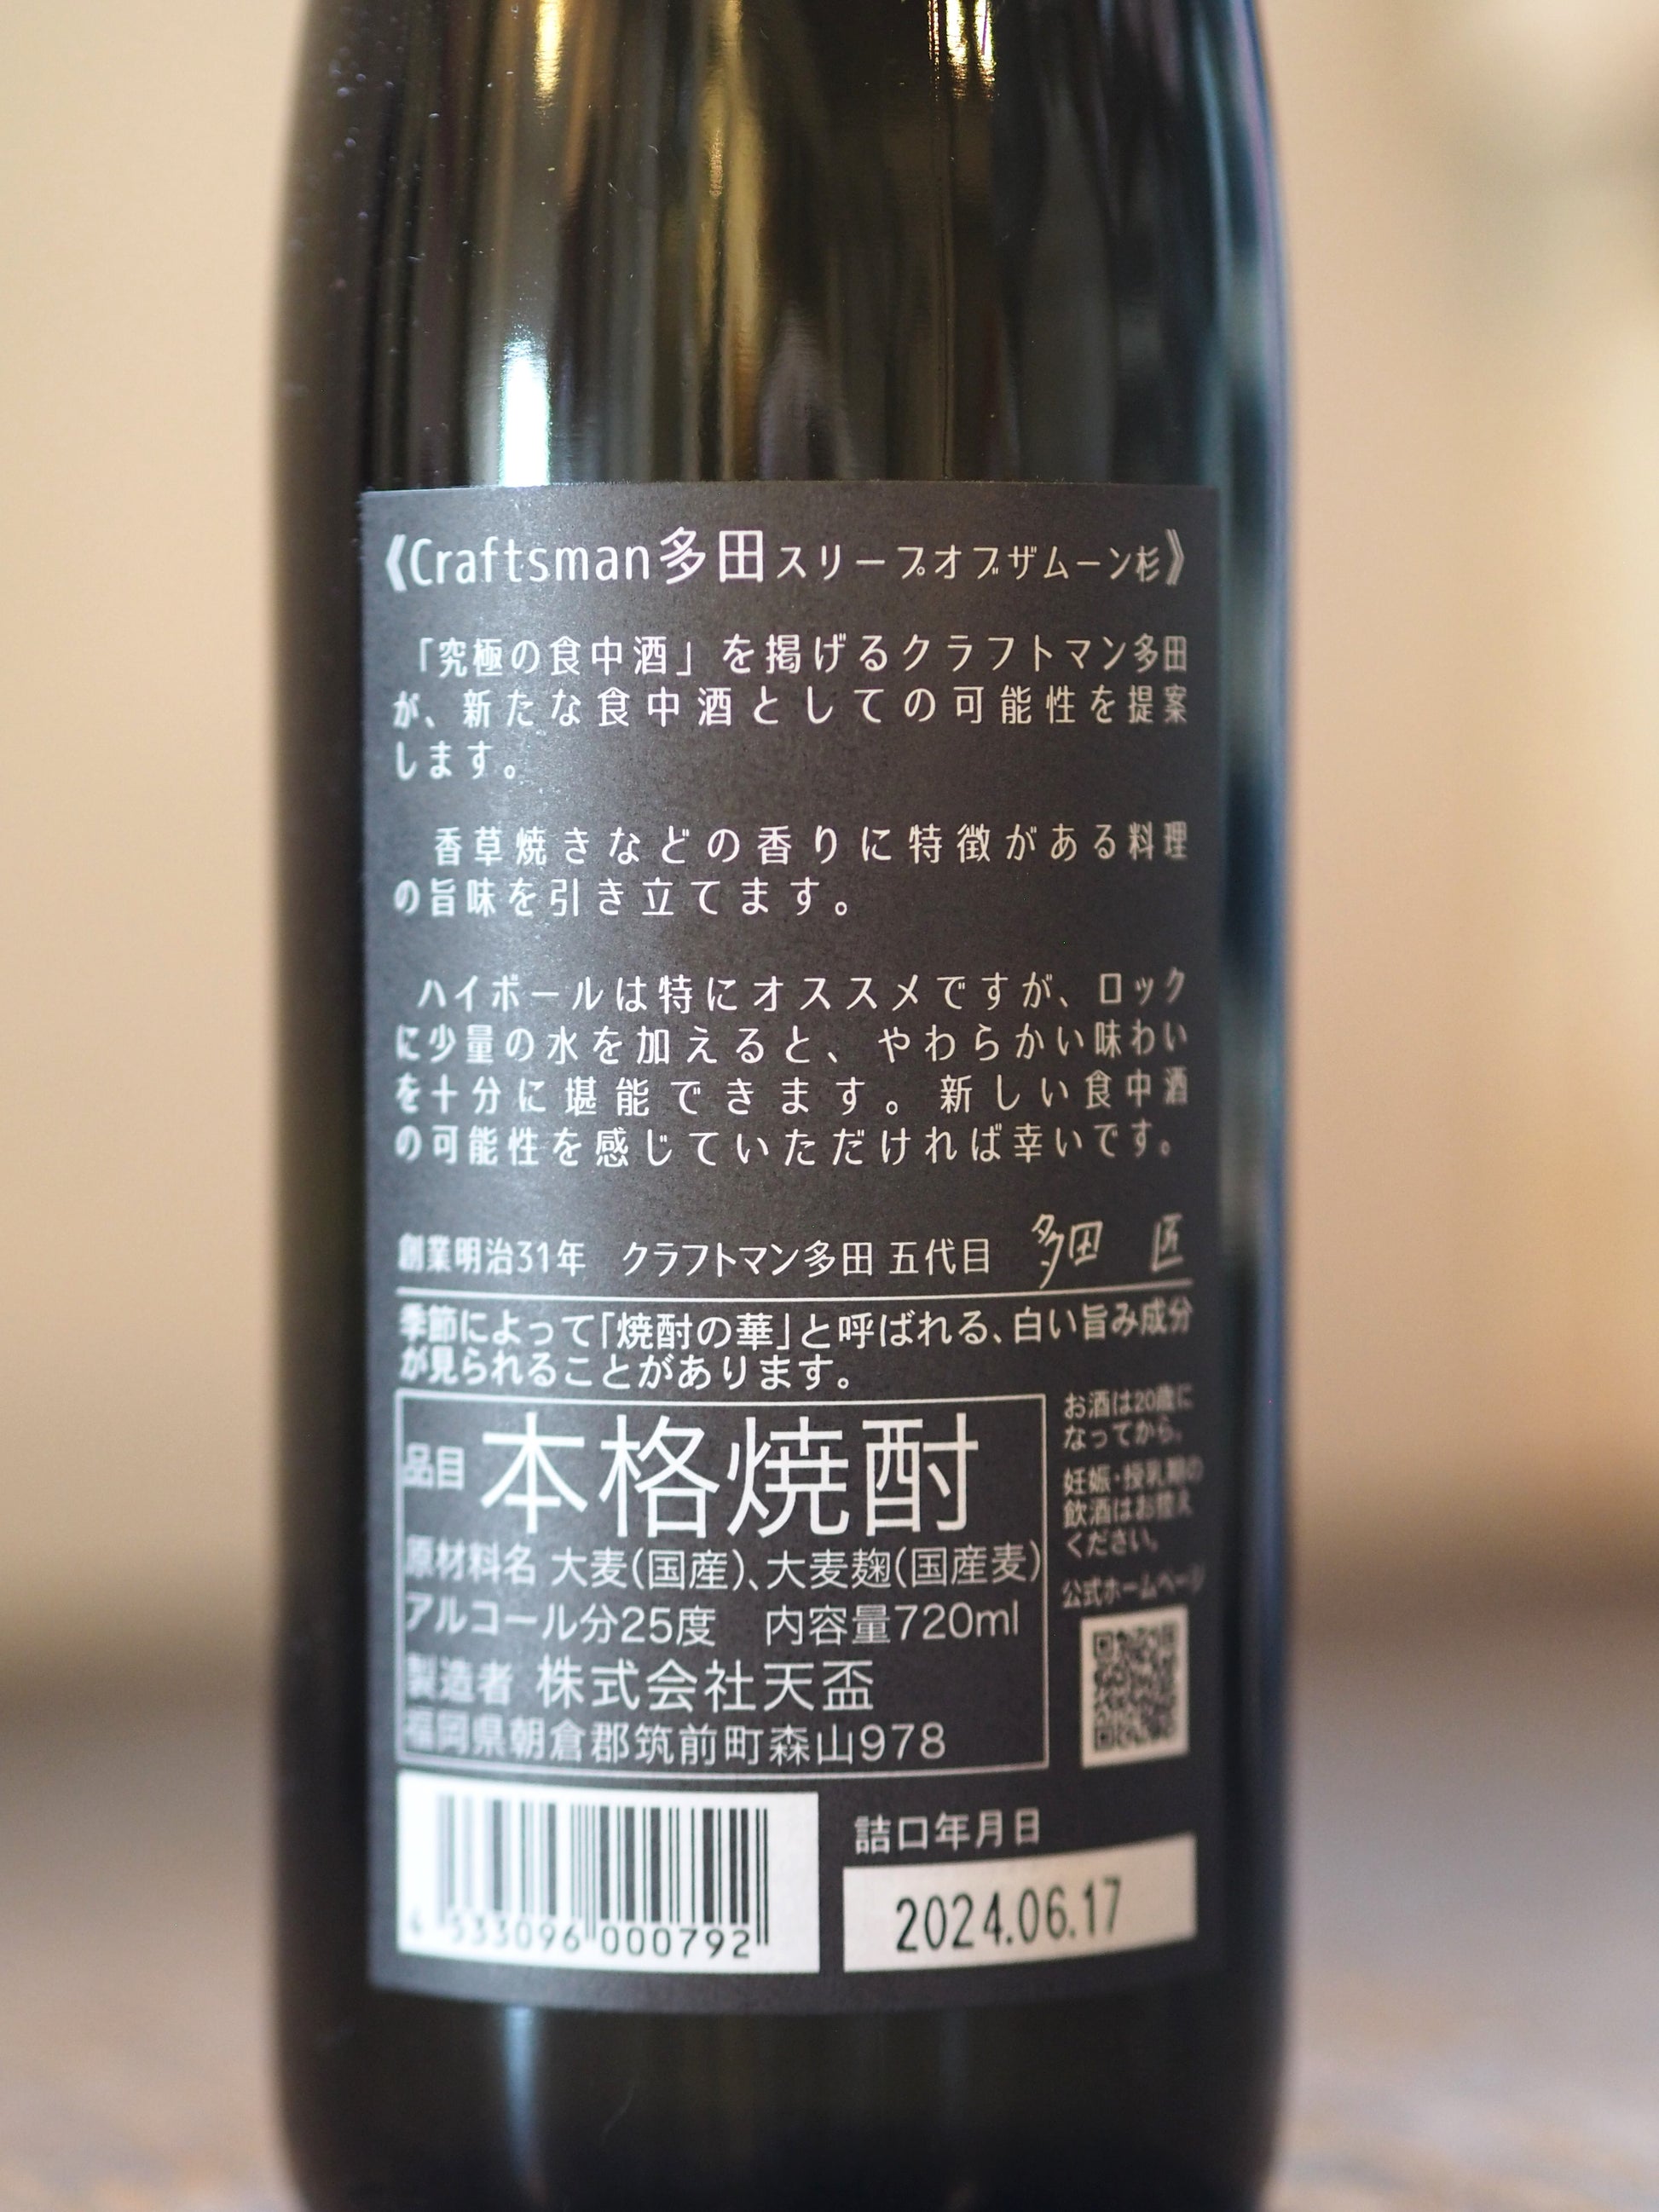 《Craftsman多田スリープオブザムーン杉》
「究極の食中酒」を掲げるクラフトマン多田
が、新たな食中酒としての可能性を提案
します。
香草焼きなどの香りに特徴がある料理
の旨味を引き立てます。
ハイボールは特にオススメですが、ロック
に少量の水を加えると、やわらかい味わい
を十分に堪能できます。新しい食中酒
の可能性を感じていただければ幸いです。
創業明治31年 クラフトマン多田 五代目 多田 匠
季節によって「焼酎の華」と呼ばれる、白い旨み成分
が見られることがあります。
品目 本格焼酎
原材料名 大麦(国産)、大麦麹(国産麦)
アルコール分25度 内容量720ml
製造者 株式会社天盃
福岡県朝倉郡筑前町森山978
お酒は20歳に
なってから。
妊娠・授乳期の
飲酒はお控え
ください。
公式ホームページ
4 533096 000792
詰口年月日
2024.06.17